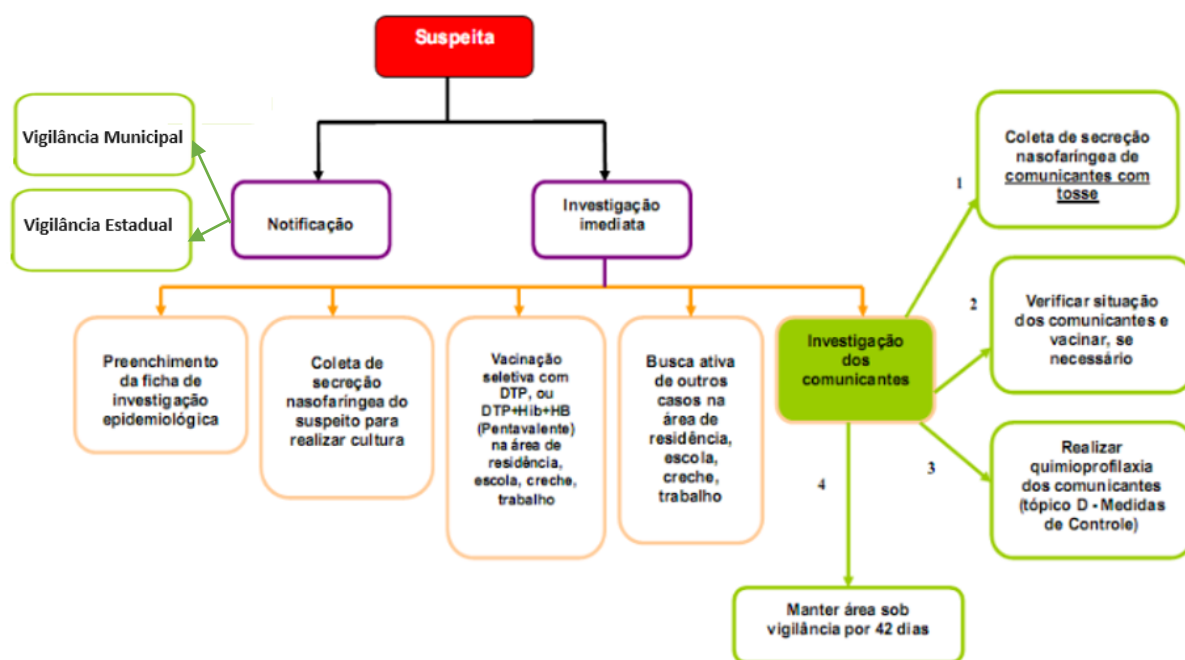 Suspeita
Vigilância Municipal
Vigilância Estadual
Notificação
Investigação
imediata
Preenchimento
da ficha de
investigação
epidemiológica
Coleta de
secreção
nasofaríngea do
suspeito para
realizar cultura
Vacinação
seletiva com
DTP, ou
DTP+Hib+HB
(Pentavalente)
na área de
residência,
escola, creche,
trabalho
Busca ativa
de outros
casos na
área de
residência,
escola,
creche,
trabalho
Investigação
dos
comunicantes
1
Coleta de secreção
nasofaríngea de
comunicantes com
tosse
2
Verificar situação
dos comunicantes e
vacinar, se
necessário
3
Realizar
quimioprofilaxia
dos comunicantes
(tópico D - Medidas
de Controle)
4
Manter área sob
vigilância por 42 dias